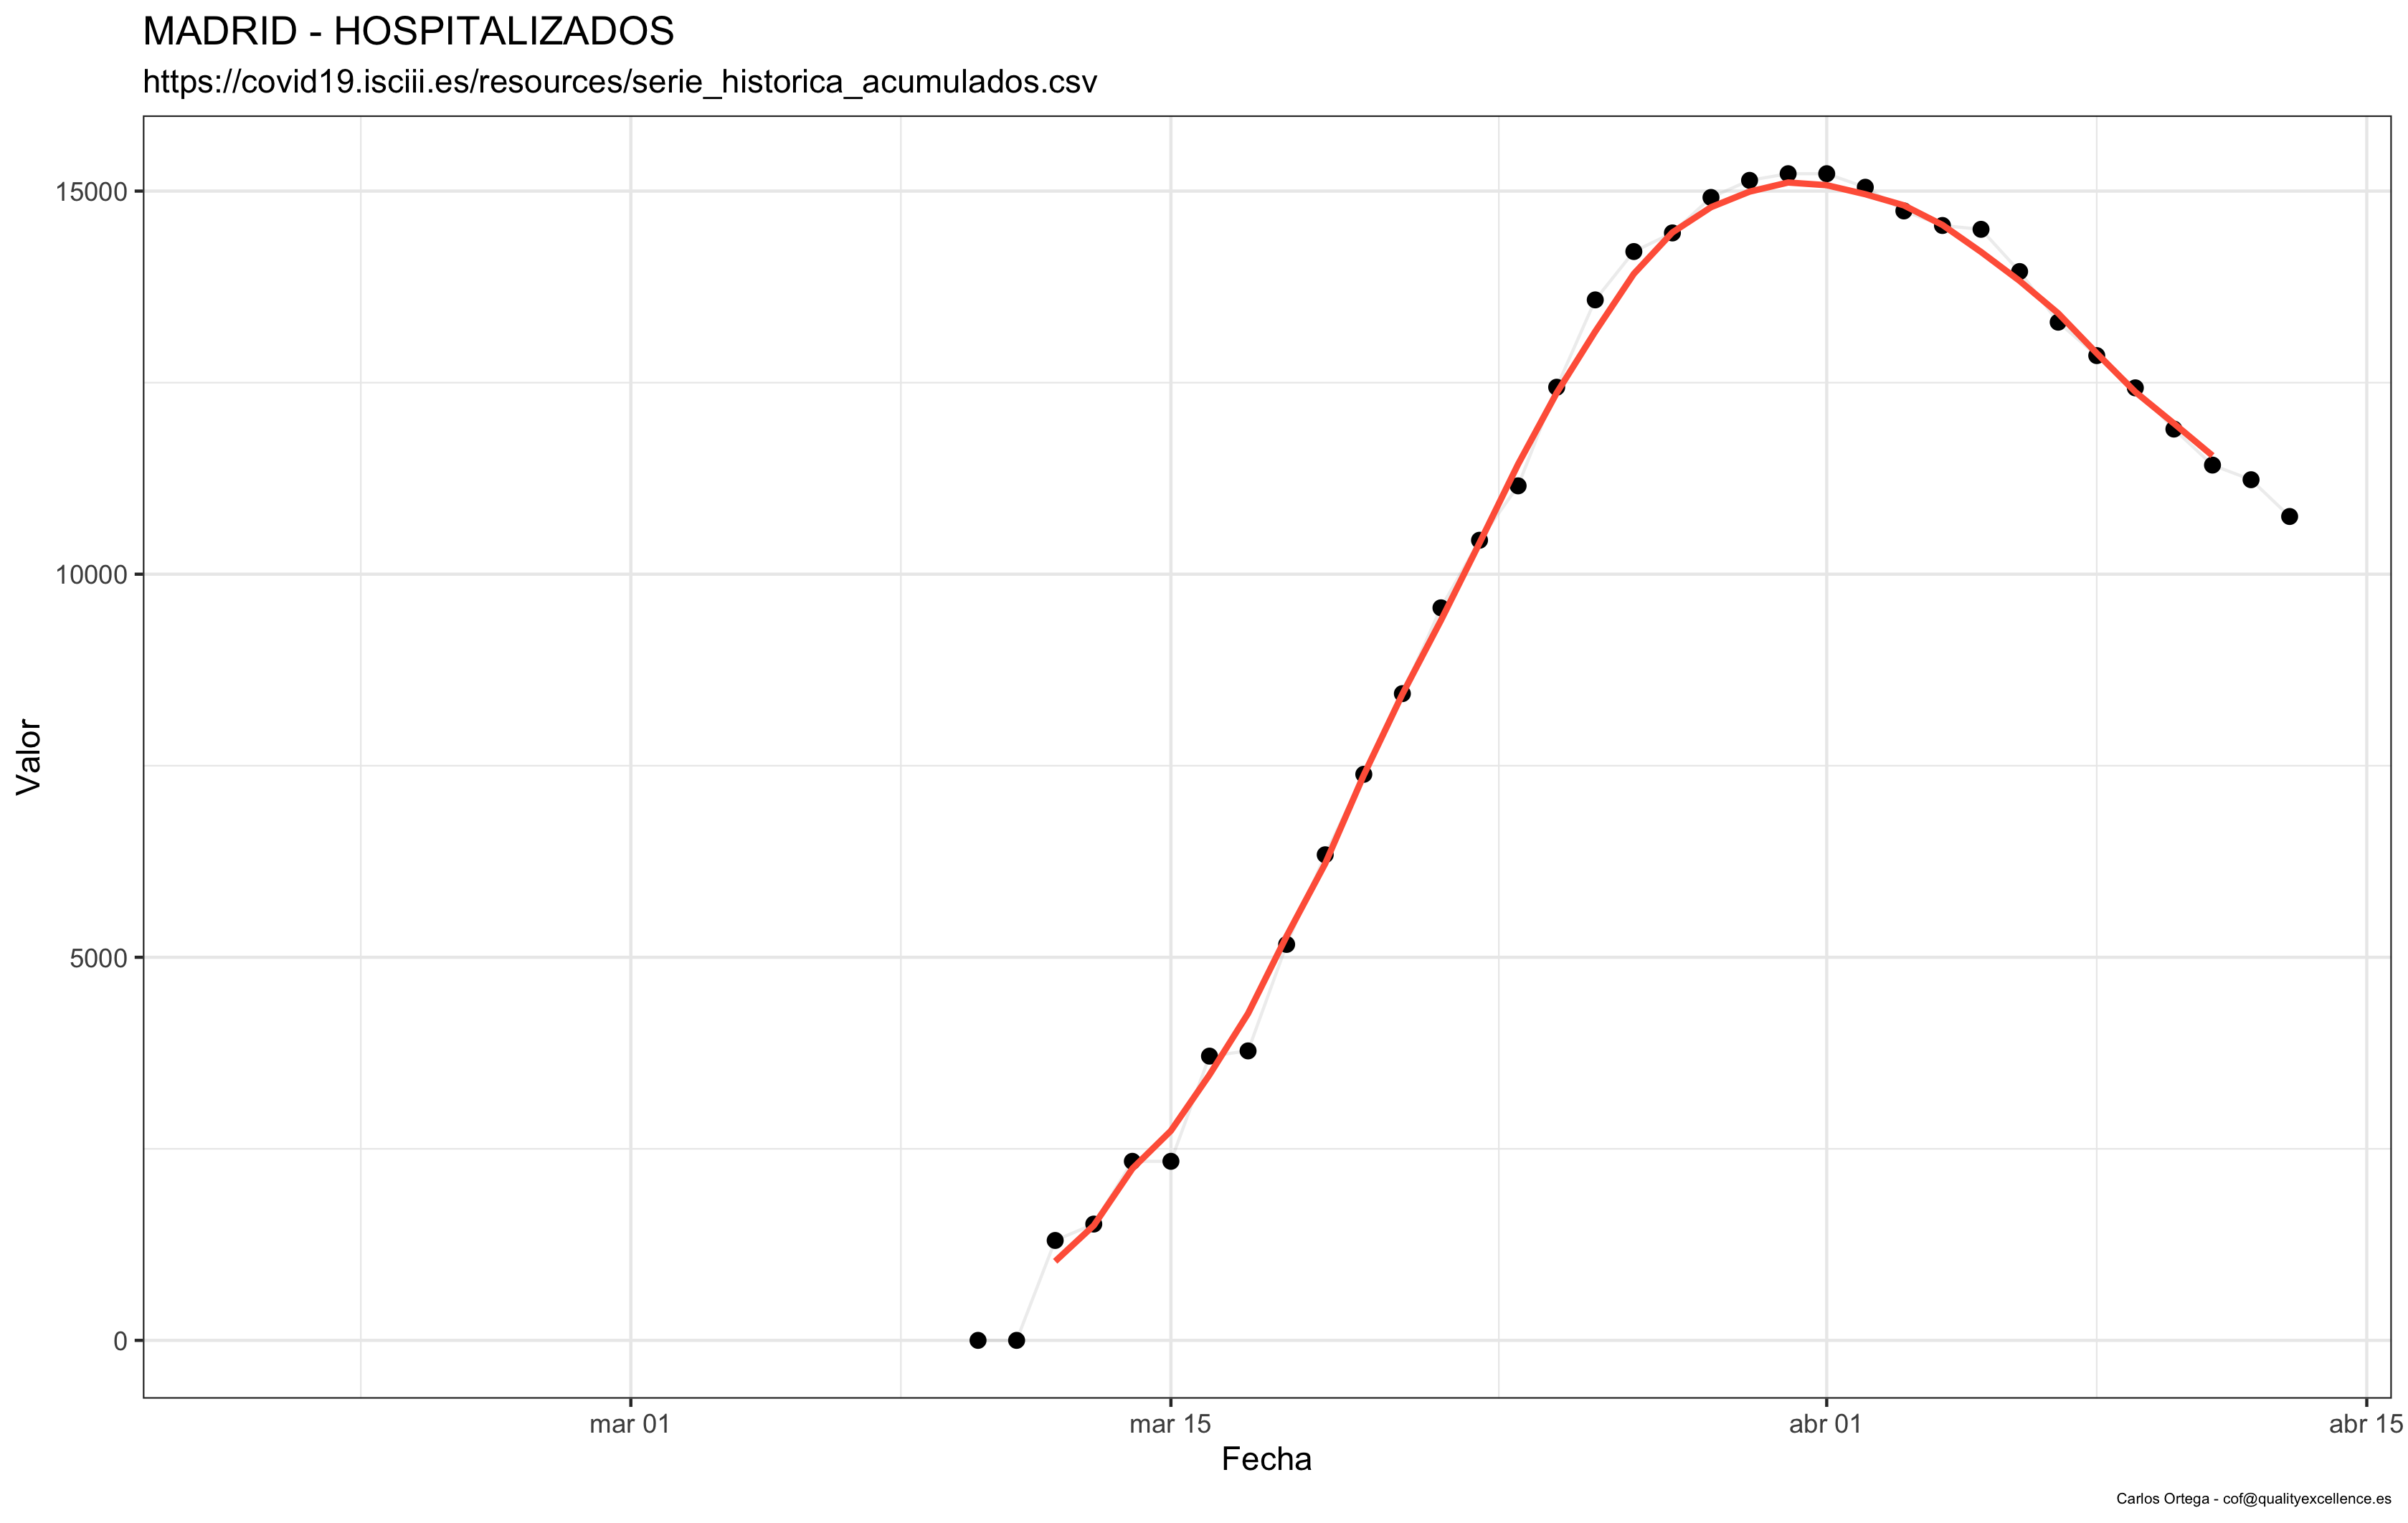 MADRID - HOSPITALIZADOS
https://covid19.isciii.es/resources/serie_historica_acumulados.csv
15000
10000
5000
0
Valor
mar 01 mar 15 abr 01 abr 15
Fecha
Carlos Ortega - cof@qualityexcellence.es